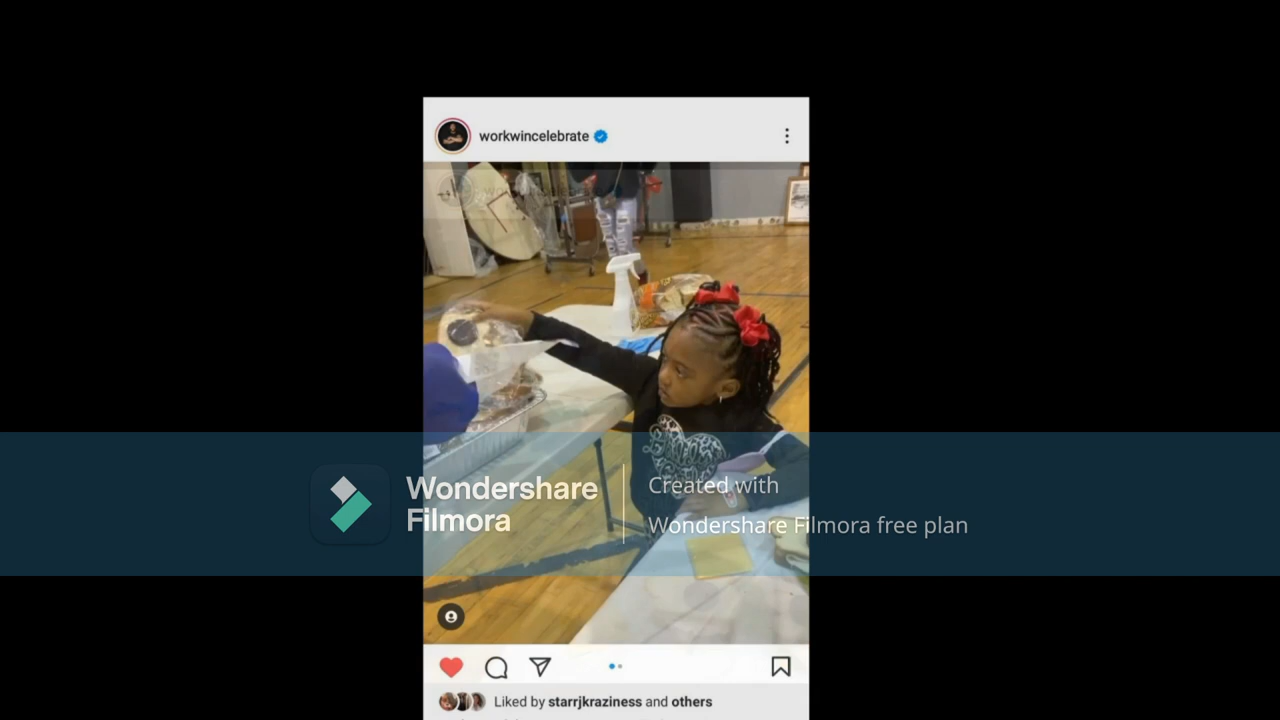 workwincelebrate
Wondershare
Filmora
Created with
Wondershare Filmora free plan
Liked by starrjkraziness and others